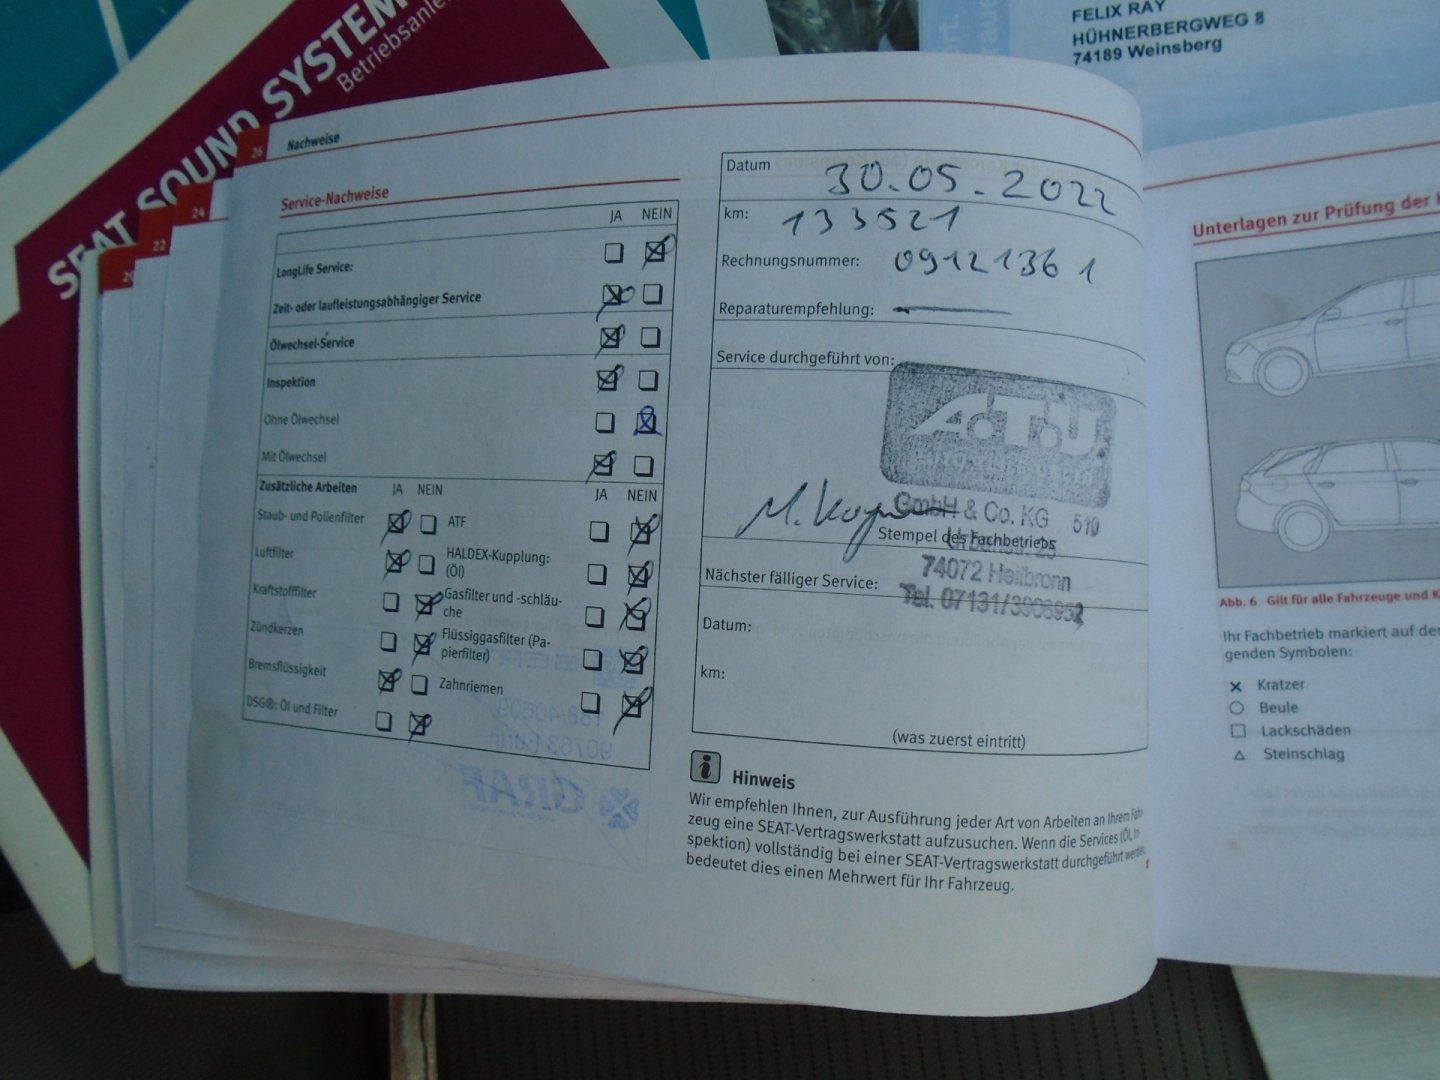 SEAT SOUND SYSTEM
Betriebsanle
FELIX RAY
HÜHNERBERGWEG 8
74189 Weinsberg
26 Nachweise
24
22
20
Service-Nachweise
JA NEIN
LongLife Service:
Zeit- oder laufleistungsabhängiger Service
Ölwechsel-Service
Inspektion
Ohne Ölwechsel
Mit Ölwechsel
Zusätzliche Arbeiten JA NEIN JA NEIN
Staub- und Pollenfilter ATF
Luftfilter HALDEX-Kupplung:
(Öl)
Kraftstofffilter Gasfilter und -schläu-
che
Zündkerzen Flüssiggasfilter (Pa-
pierfilter)
Bremsflüssigkeit Zahnriemen
DSG®: Öl und Filter
Datum 30.05.2022
km: 133521
Rechnungsnummer: 09121361
Reparaturempfehlung:
Service durchgeführt von:
A.T.U.
GmbH & Co. KG 510
Stempel des Fachbetriebs
74072 Heilbronn
Nächster fälliger Service:
Tel. 07131/3908952
Datum:
km:
(was zuerst eintritt)
Hinweis
Wir empfehlen Ihnen, zur Ausführung jeder Art von Arbeiten an Ihrem Fahr-
zeug eine SEAT-Vertragswerkstatt aufzusuchen. Wenn die Services (Öl, In-
spektion) vollständig bei einer SEAT-Vertragswerkstatt durchgeführt werden,
bedeutet dies einen Mehrwert für Ihr Fahrzeug.
Unterlagen zur Prüfung der
Abb. 6 Gilt für alle Fahrzeuge und K
Ihr Fachbetrieb markiert auf de
genden Symbolen:
Kratzer
Beule
Lackschäden
Steinschlag